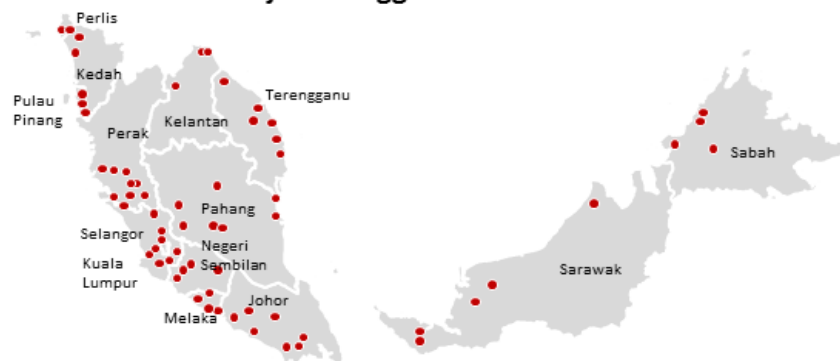 Perlis
Kedah
Pulau
Pinang
Perak
Kelantan
Terengganu
Pahang
Selangor
Kuala
Lumpur
Negeri
Sembilan
Melaka
Johor
Sabah
Sarawak